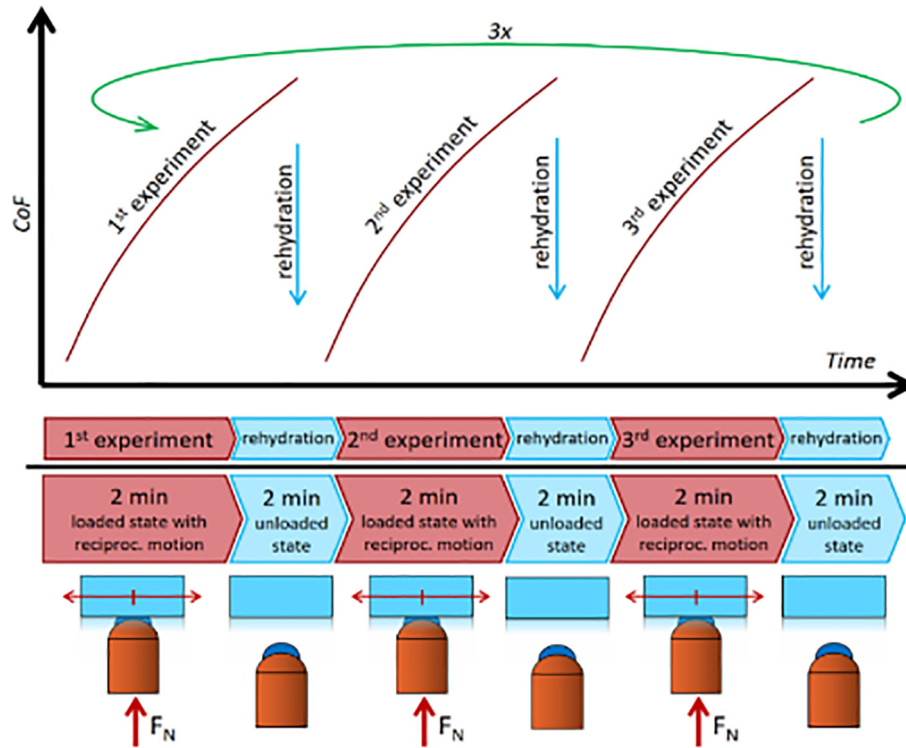 3x
CoF
1st experiment
rehydration
2nd experiment
rehydration
3rd experiment
rehydration
Time
1st experiment
rehydration
2nd experiment
rehydration
3rd experiment
rehydration
2 min
loaded state with
reciproc. motion
2 min
unloaded
state
2 min
loaded state with
reciproc. motion
2 min
unloaded
state
2 min
loaded state with
reciproc. motion
2 min
unloaded
state
FN
FN
FN